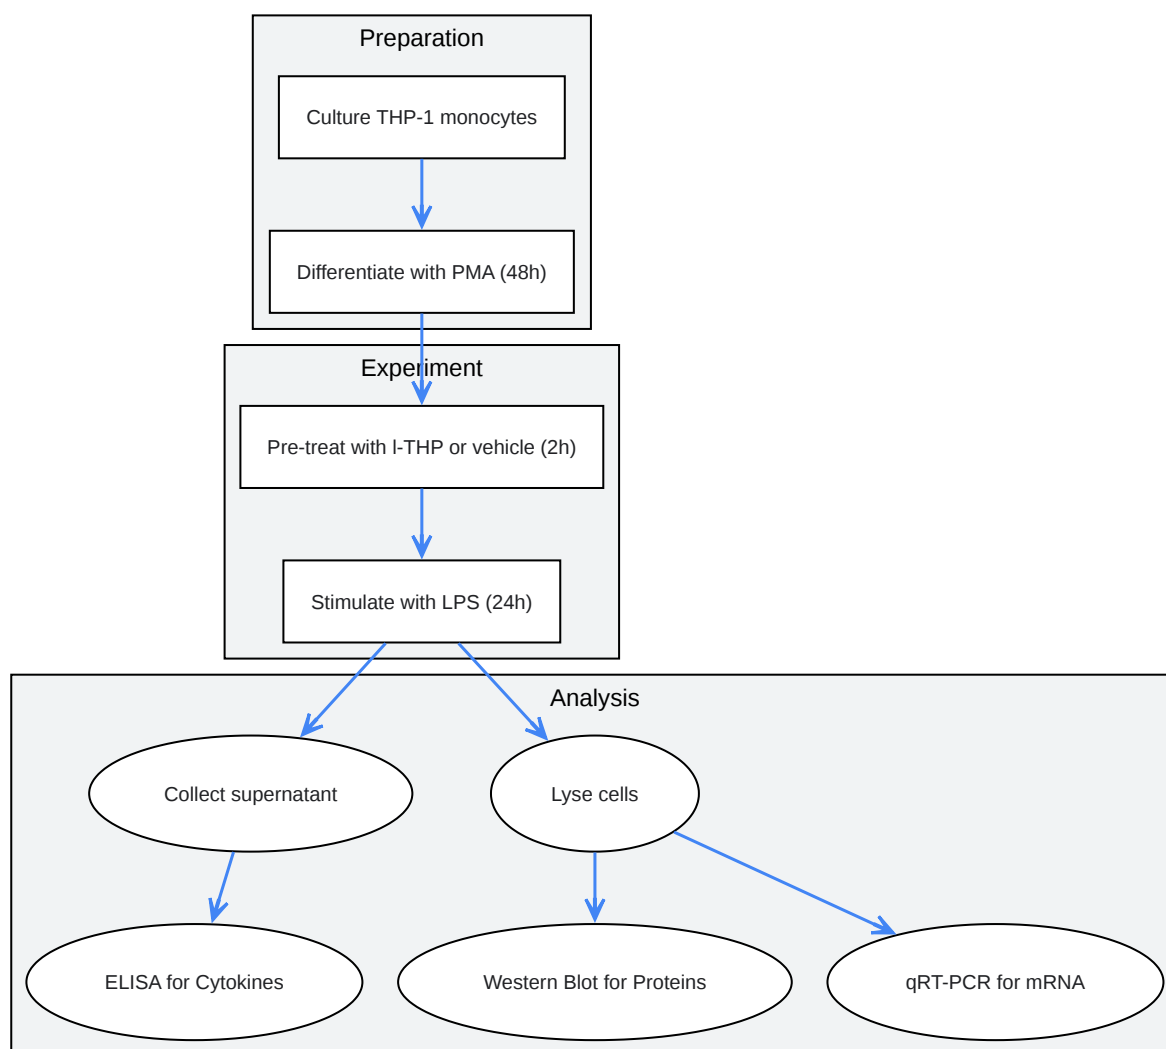 Preparation
Culture THP-1 monocytes
Differentiate with PMA (48h)
Experiment
Pre-treat with l-THP or vehicle (2h)
Stimulate with LPS (24h)
Analysis
Collect supernatant
Lyse cells
ELISA for Cytokines
Western Blot for Proteins
qRT-PCR for mRNA